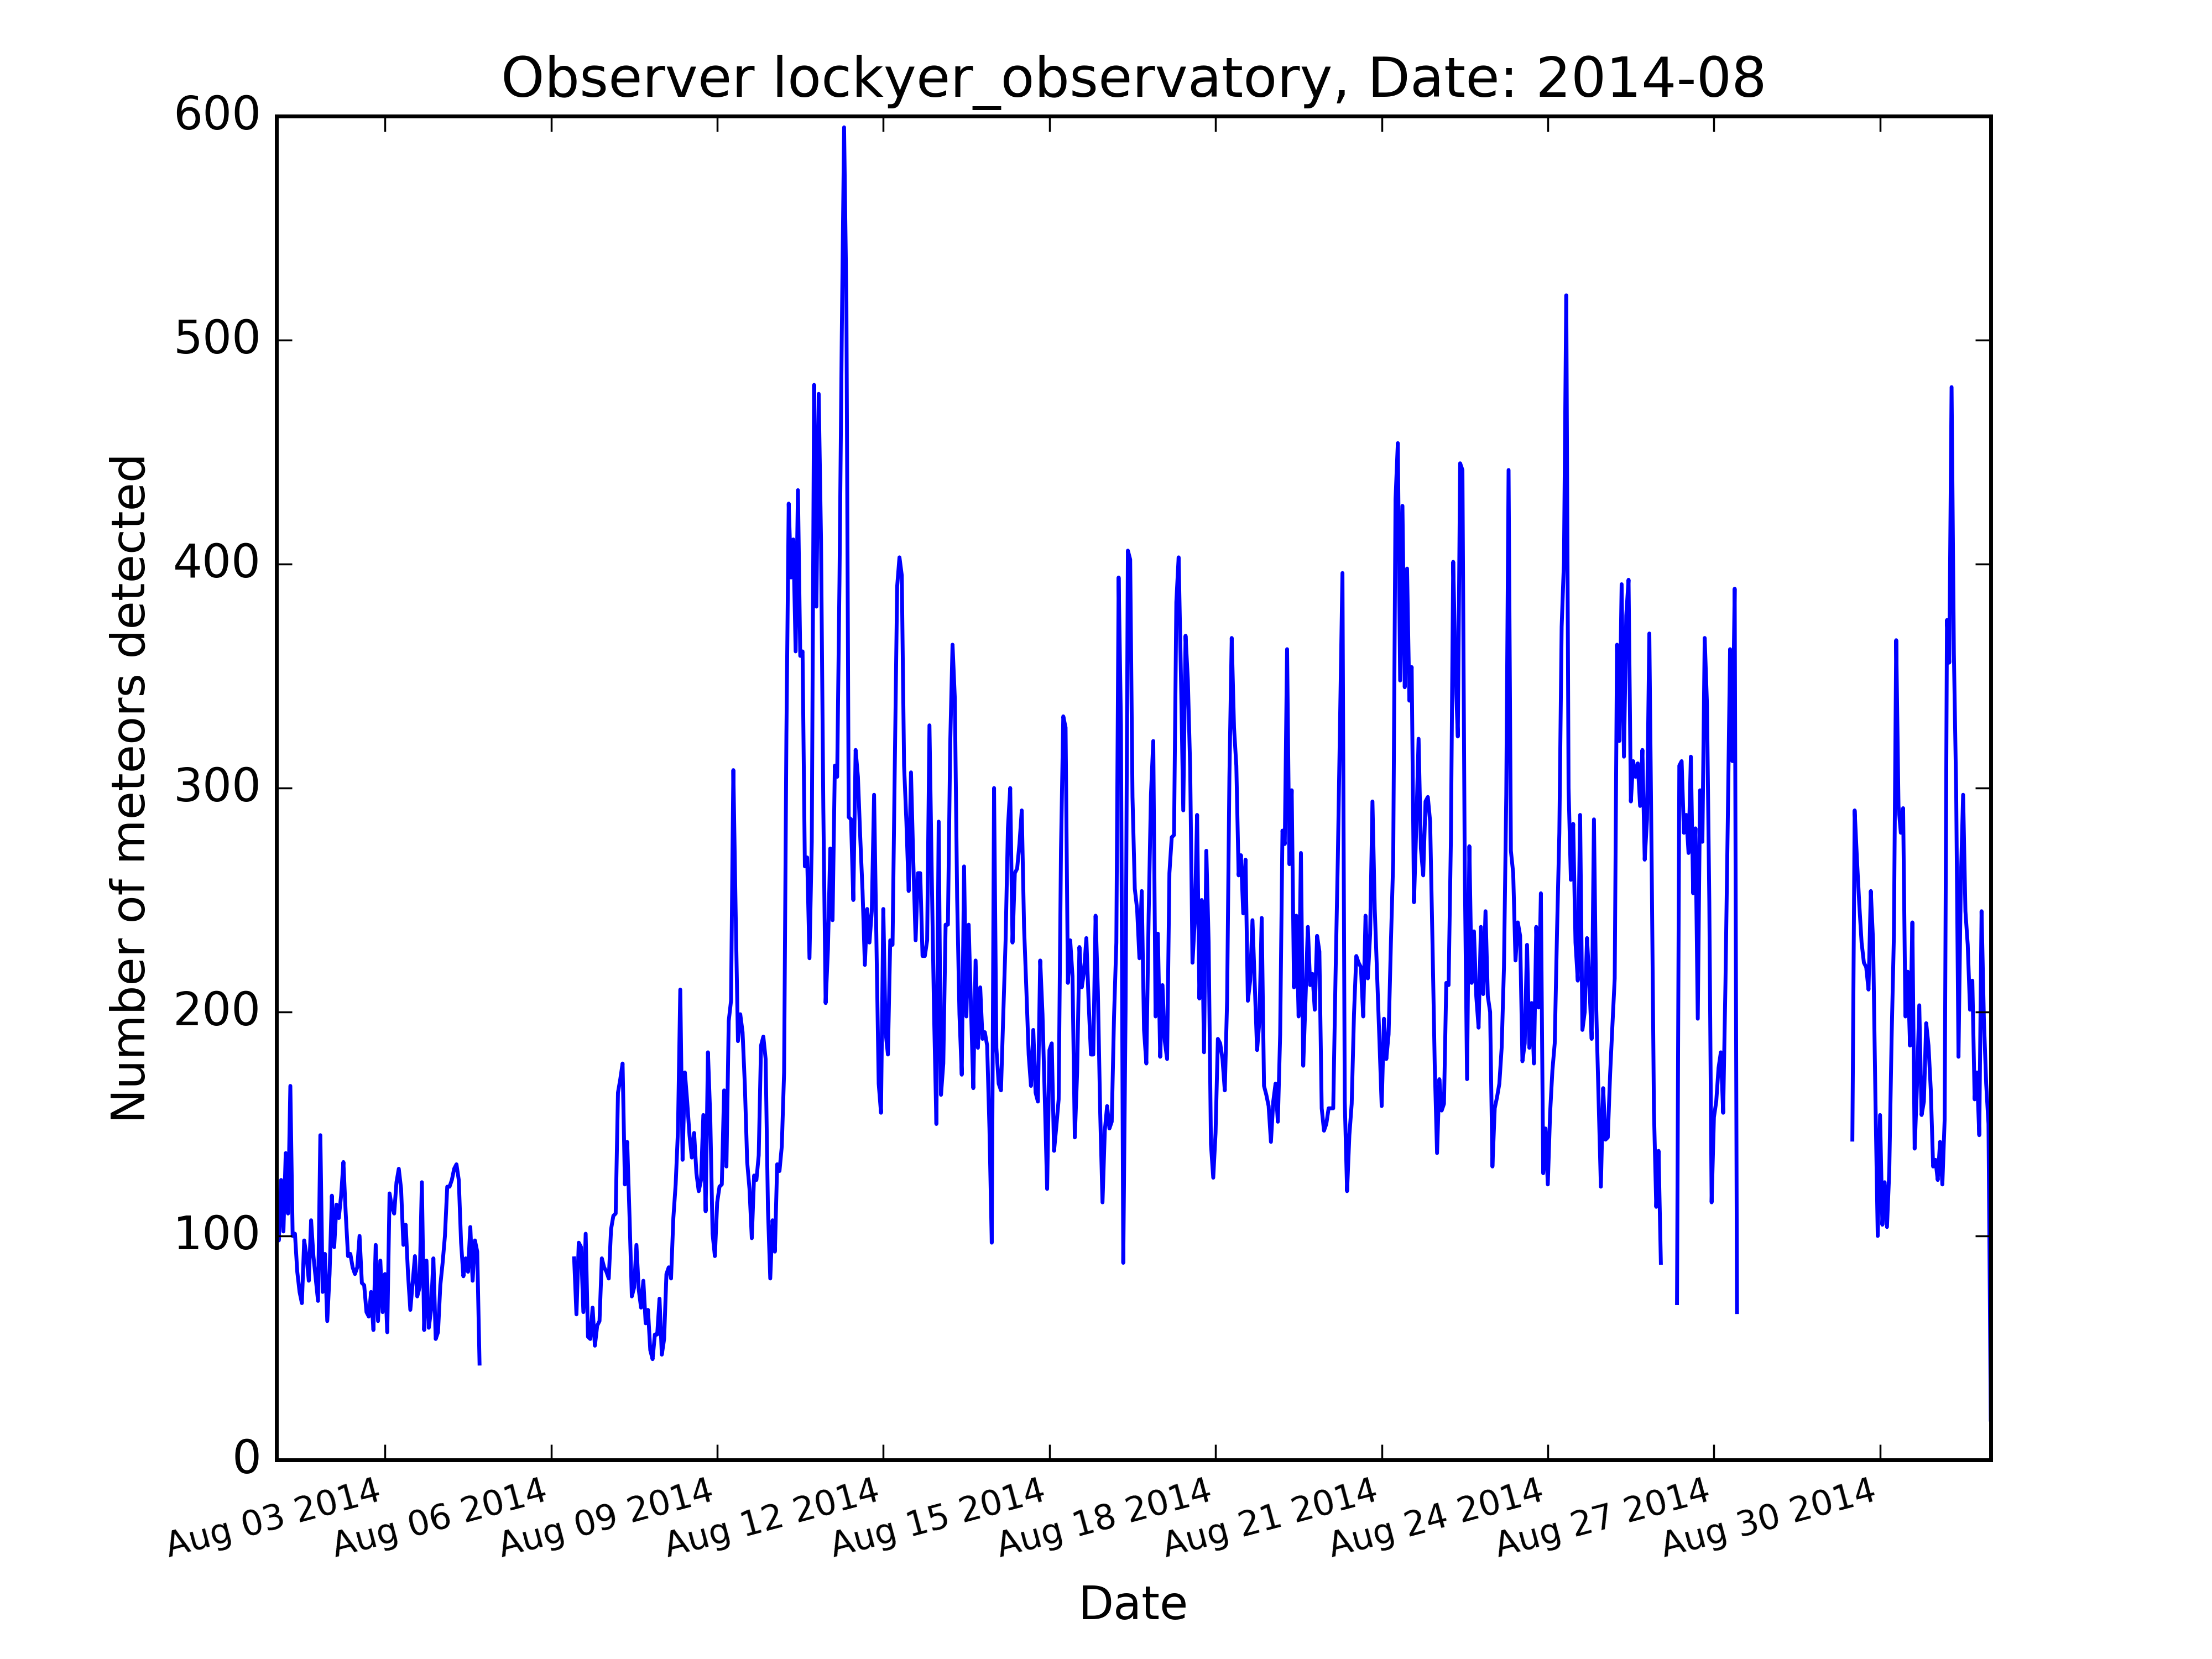 Observer lockyer_observatory, Date: 2014-08
600
500
400
300
200
100
0
Number of meteors detected
Aug 03 2014
Aug 06 2014
Aug 09 2014
Aug 12 2014
Aug 15 2014
Aug 18 2014
Aug 21 2014
Aug 24 2014
Aug 27 2014
Aug 30 2014
Date